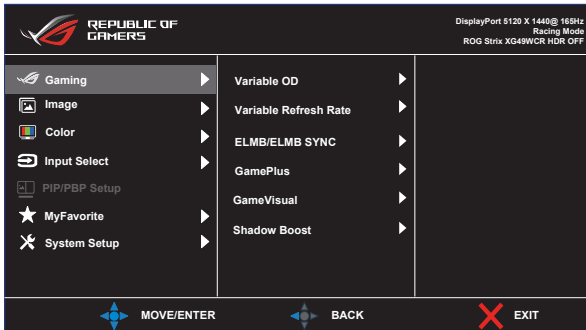 REPUBLIC OF
GAMERS
DisplayPort 5120 X 1440@ 165Hz
Racing Mode
ROG Strix XG49WCR HDR OFF
Gaming
Image
Color
Input Select
PIP/PBP Setup
MyFavorite
System Setup
Variable OD
Variable Refresh Rate
ELMB/ELMB SYNC
GamePlus
GameVisual
Shadow Boost
MOVE/ENTER
BACK
EXIT